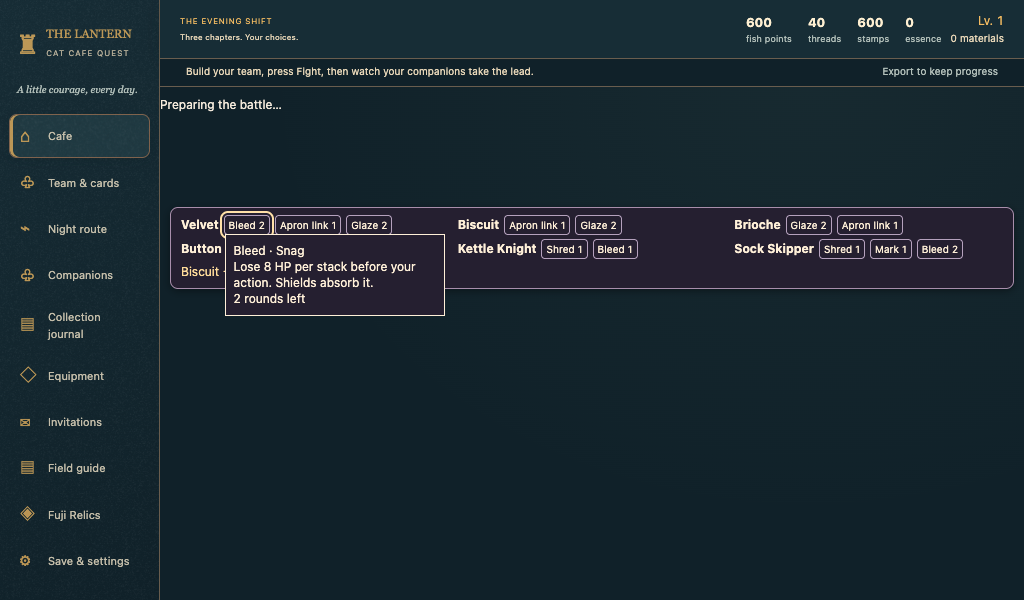 THE LANTERN
CAT CAFE QUEST
A little courage, every day.
Cafe
Team & cards
Night route
Companions
Collection
journal
Equipment
Invitations
Field guide
Fuji Relics
Save & settings
THE EVENING SHIFT
Three chapters. Your choices.
600 40 600 0 Lv. 1
fish points threads stamps essence 0 materials
Build your team, press Fight, then watch your companions take the lead. Export to keep progress
Preparing the battle...
Velvet Bleed 2 Apron link 1 Glaze 2 Biscuit Apron link 1 Glaze 2 Brioche Glaze 2 Apron link 1
Button Kettle Knight Shred 1 Bleed 1 Sock Skipper Shred 1 Mark 1 Bleed 2
Biscuit
Bleed · Snag
Lose 8 HP per stack before your
action. Shields absorb it.
2 rounds left